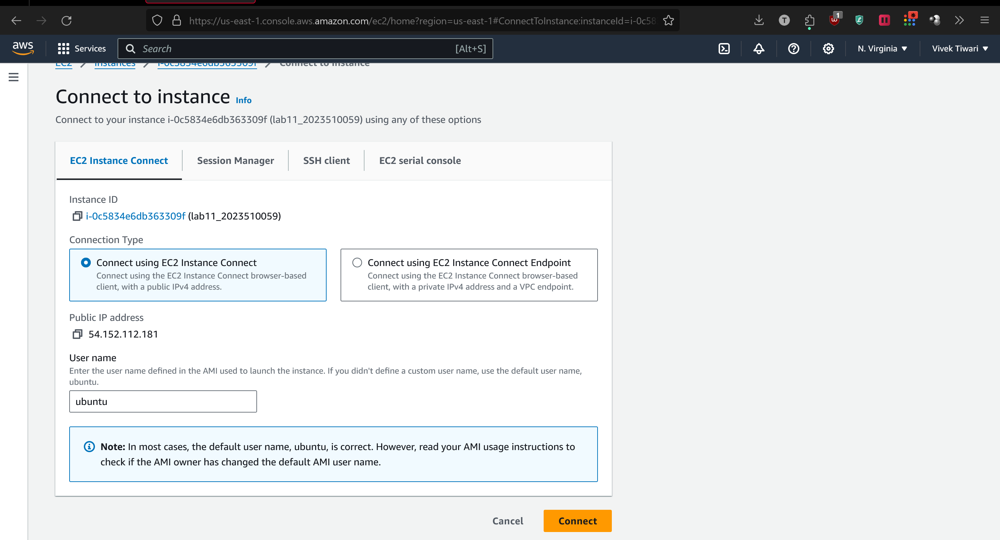 https://us-east-1.console.aws.amazon.com/ec2/home?region=us-east-1#ConnectToInstance:instanceId=i-0c58
1
aws
Services
Search
[Alt+S]
N. Virginia
Vivek Tiwari
EC2
Instances
i-0c5834e6db363309f
Connect to instance
Connect to instance Info
Connect to your instance i-0c5834e6db363309f (lab11_2023510059) using any of these options
EC2 Instance Connect
Session Manager
SSH client
EC2 serial console
Instance ID
i-0c5834e6db363309f (lab11_2023510059)
Connection Type
Connect using EC2 Instance Connect
Connect using the EC2 Instance Connect browser-based
client, with a public IPv4 address.
Connect using EC2 Instance Connect Endpoint
Connect using the EC2 Instance Connect browser-based
client, with a private IPv4 address and a VPC endpoint.
Public IP address
54.152.112.181
User name
Enter the user name defined in the AMI used to launch the instance. If you didn't define a custom user name, use the default user name,
ubuntu.
ubuntu
Note: In most cases, the default user name, ubuntu, is correct. However, read your AMI usage instructions to
check if the AMI owner has changed the default AMI user name.
Cancel
Connect